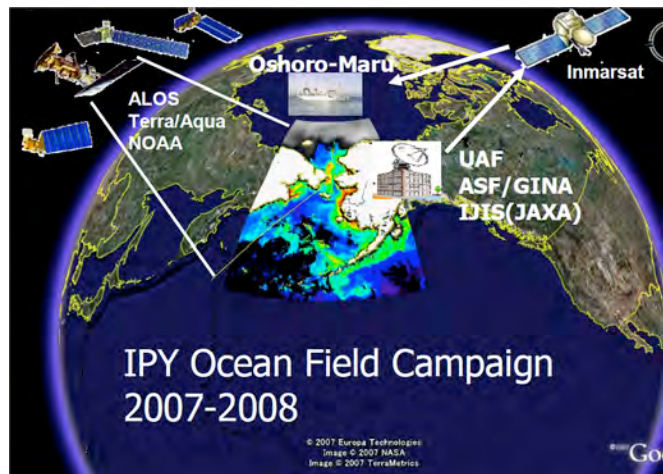 Oshoro-Maru
Inmarsat
ALOS
Terra/Aqua
NOAA
UAF
ASF/GINA
IJIS(JAXA)
IPY Ocean Field Campaign
2007-2008
© 2007 Europa Technologies
Image © 2007 NASA
Image © 2007 TerraMetrics
Goo